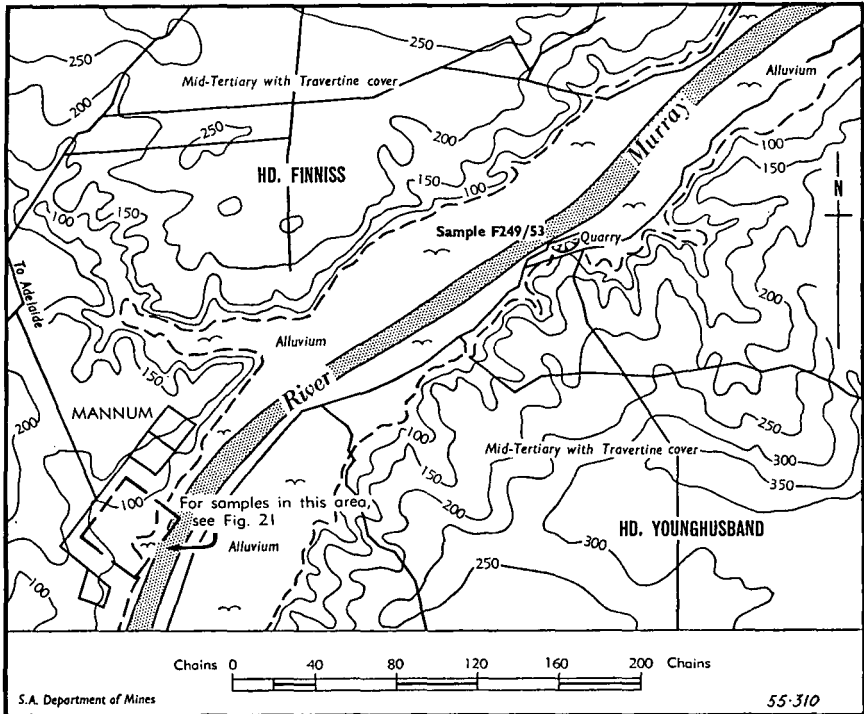 250
250
250
Alluvium
Mid-Tertiary with Travertine cover
200
200
100
150
250
HD. FINNISS
150
100
Murray
N
100
150
Sample F249/53
Quarry
200
To Adelaide
Alluvium
150
River
MANNUM
250
200
100
Mid-Tertiary with Travertine cover
300
150
350
100
For samples in this area,
see Fig. 21
200
HD. YOUNGHUSBAND
Alluvium
300
100
250
Chains 0 40 80 120 160 200 Chains
S.A. Department of Mines
55-310